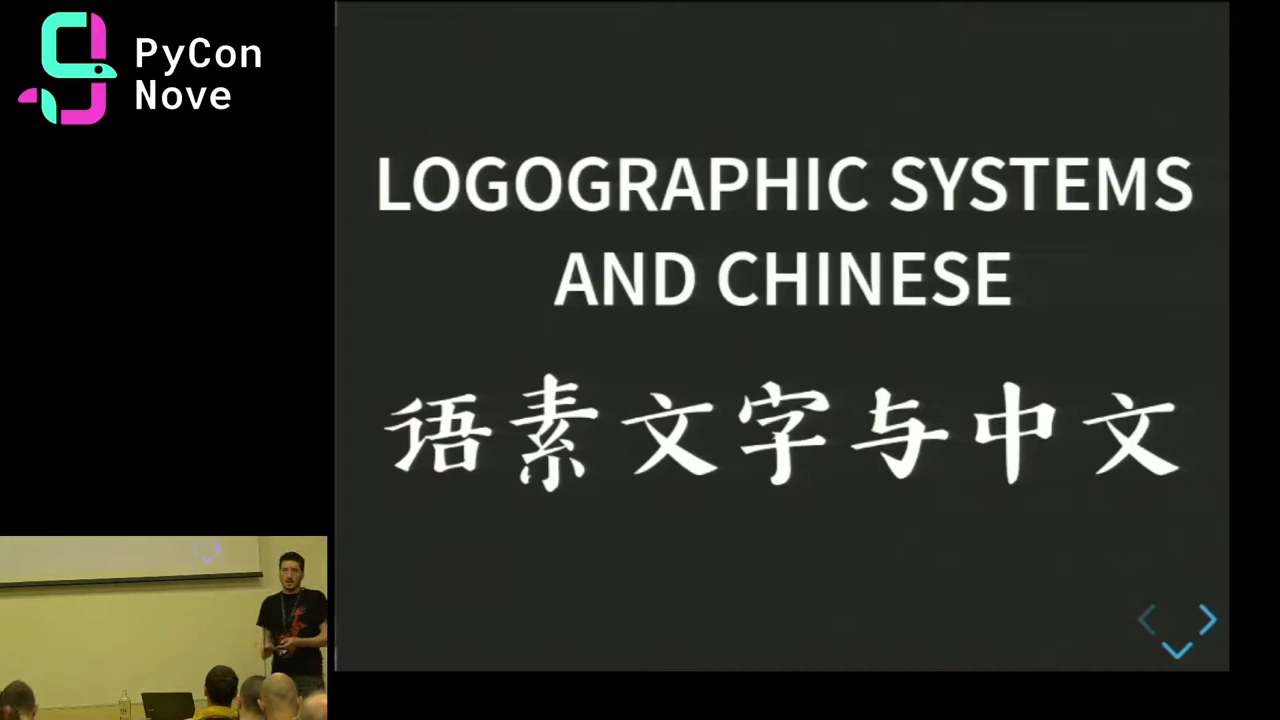 PyCon
Nove
LOGOGRAPHIC SYSTEMS
AND CHINESE
语素文字与中文